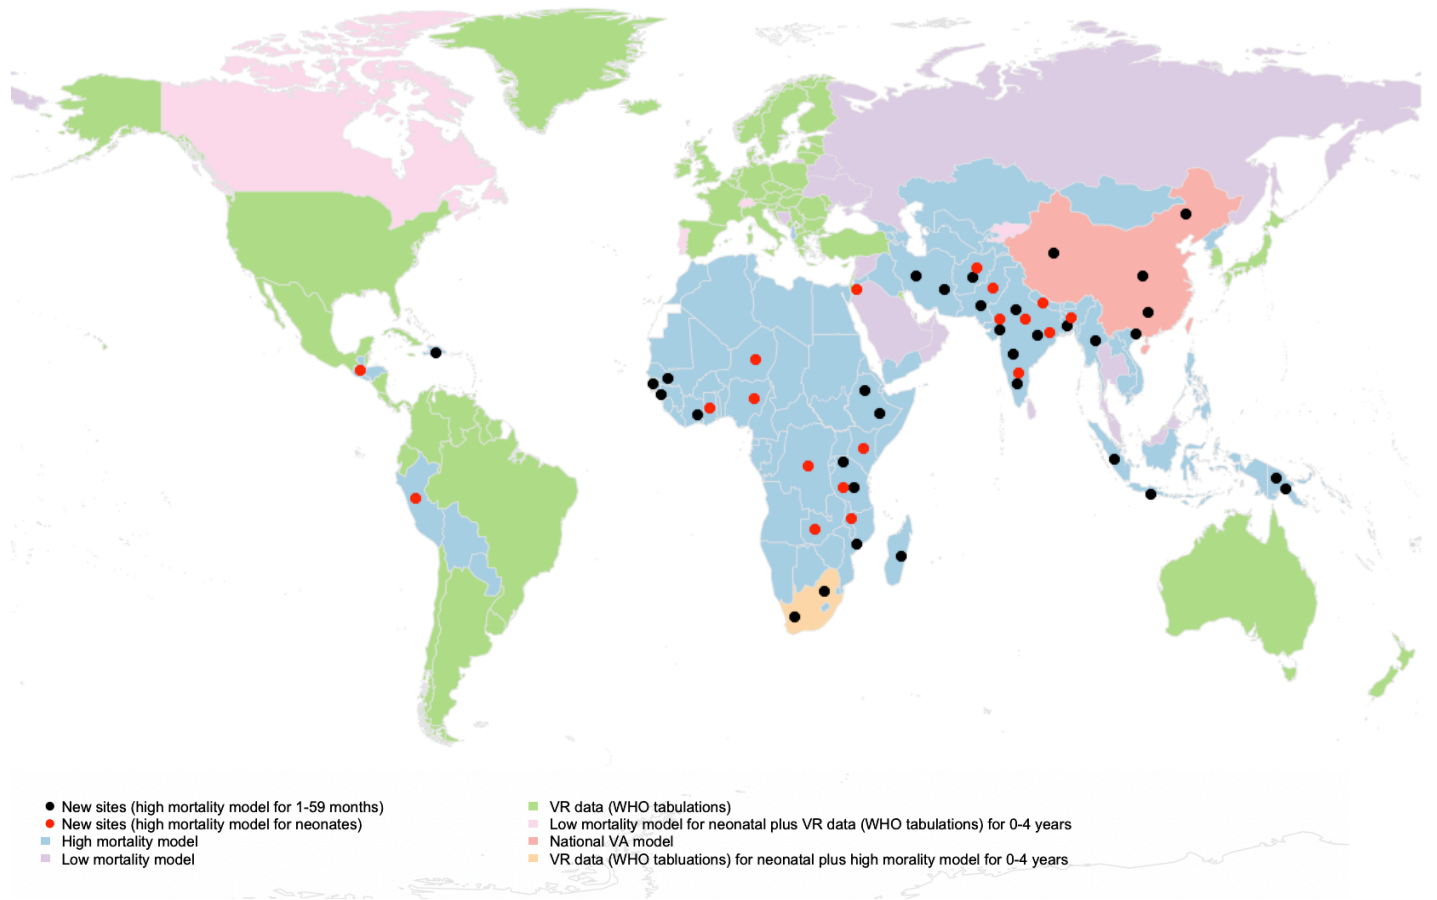 New sites (high mortality model for 1-59 months)
New sites (high mortality model for neonates)
High mortality model
Low mortality model
VR data (WHO tabulations)
Low mortality model for neonatal plus VR data (WHO tabulations) for 0-4 years
National VA model
VR data (WHO tabluations) for neonatal plus high morality model for 0-4 years